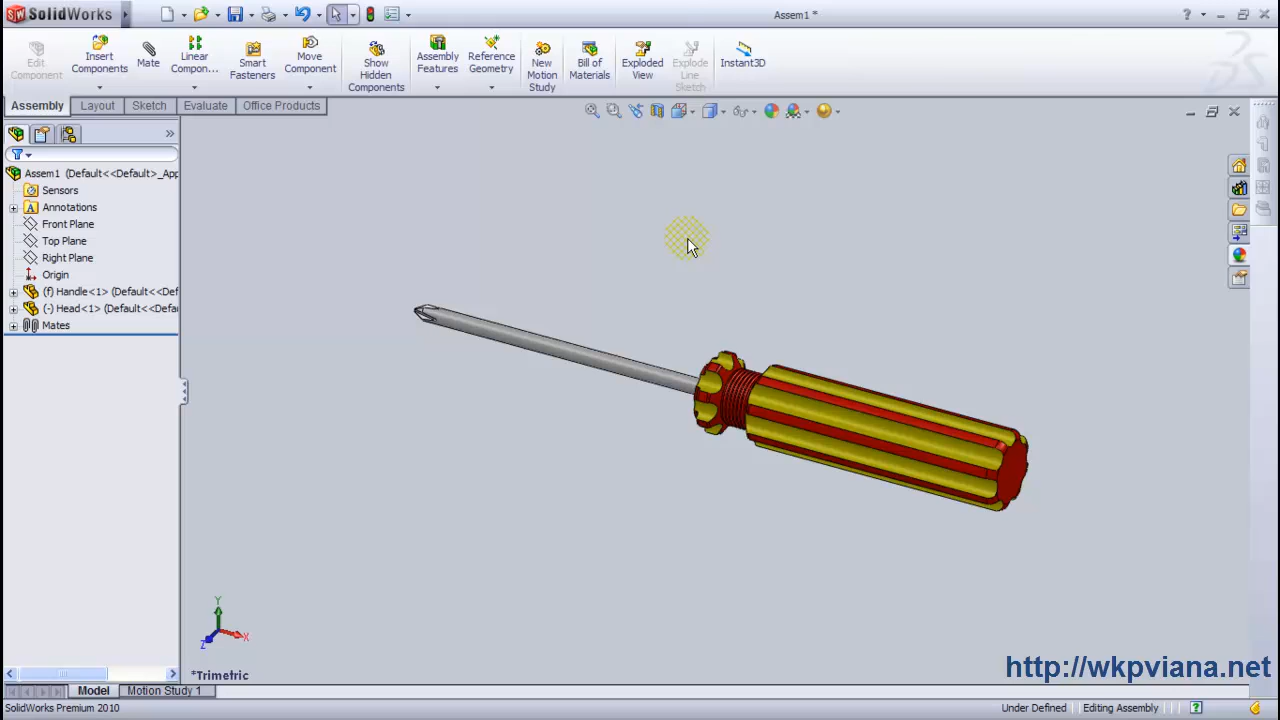 SolidWorks
Assem1 *
Edit Component
Insert Components
Mate
Linear Compon...
Smart Fasteners
Move Component
Show Hidden Components
Assembly Features
Reference Geometry
New Motion Study
Bill of Materials
Exploded View
Explode Line Sketch
Instant3D
Assembly
Layout
Sketch
Evaluate
Office Products
Assem1 (Default<<Default>_App
Sensors
Annotations
Front Plane
Top Plane
Right Plane
Origin
(f) Handle<1> (Default<<Def
(-) Head<1> (Default<<Defau
Mates
Y
X
Z
*Trimetric
http://wkpviana.net
Model
Motion Study 1
SolidWorks Premium 2010
Under Defined
Editing Assembly